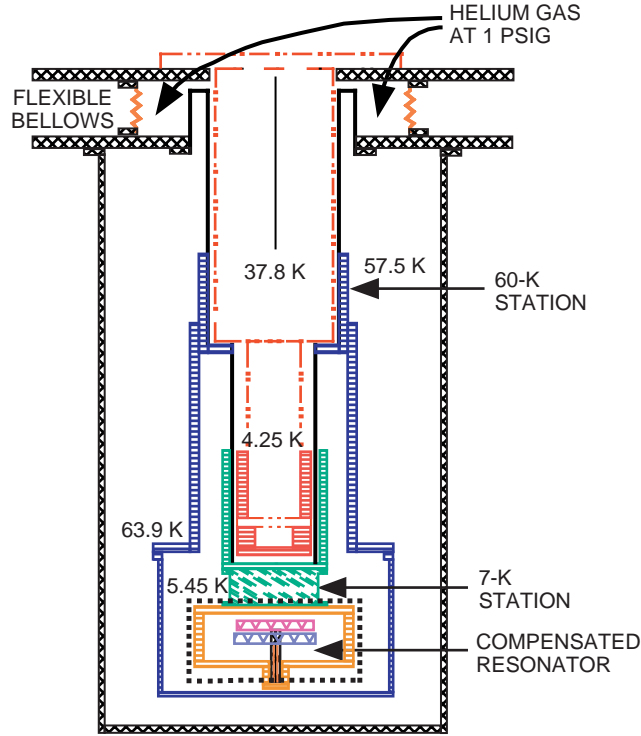 HELIUM GAS
AT 1 PSIG
FLEXIBLE
BELLOWS
37.8 K
57.5 K
60-K
STATION
4.25 K
63.9 K
5.45 K
7-K
STATION
COMPENSATED
RESONATOR